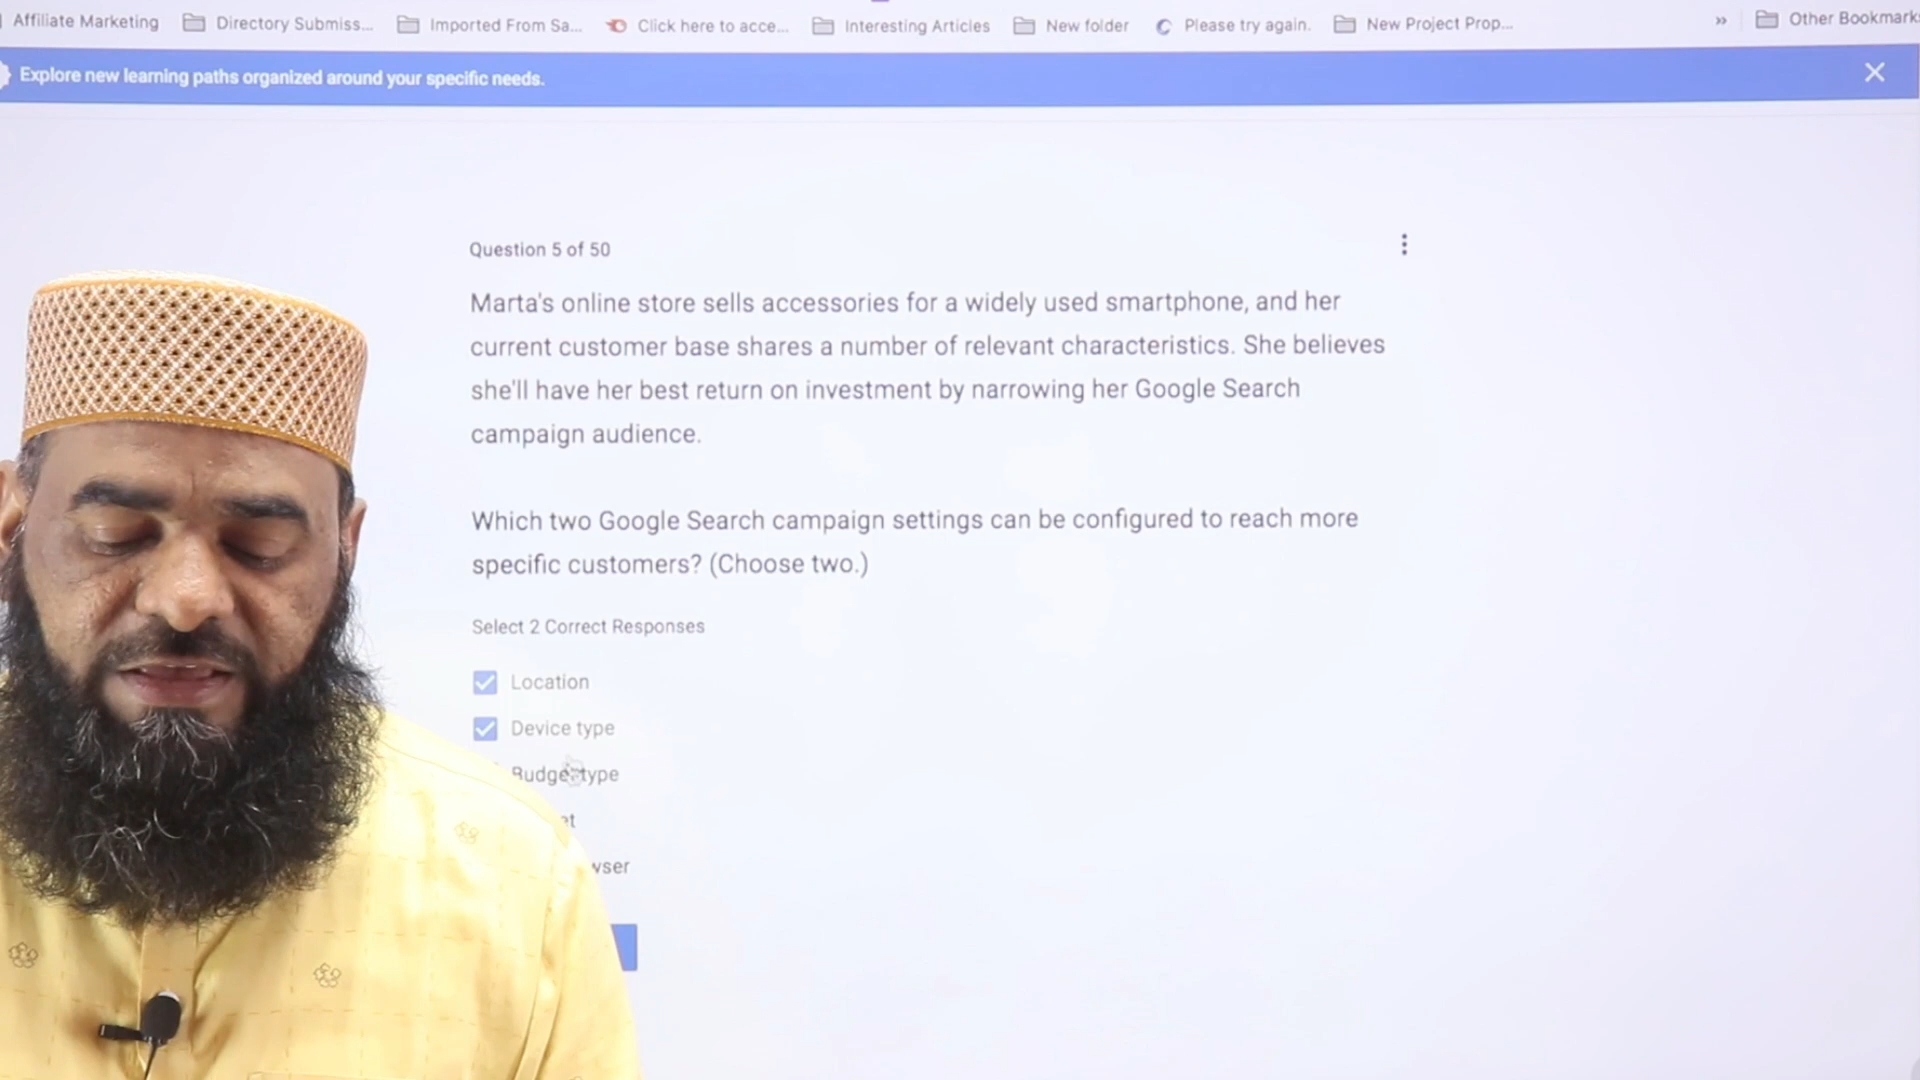 Affiliate Marketing Directory Submiss... Imported From Sa... Click here to acce... Interesting Articles New folder Please try again. New Project Prop... » Other Bookmark
Explore new learning paths organized around your specific needs.
Question 5 of 50
Marta's online store sells accessories for a widely used smartphone, and her
current customer base shares a number of relevant characteristics. She believes
she'll have her best return on investment by narrowing her Google Search
campaign audience.
Which two Google Search campaign settings can be configured to reach more
specific customers? (Choose two.)
Select 2 Correct Responses
Location
Device type
Budget type